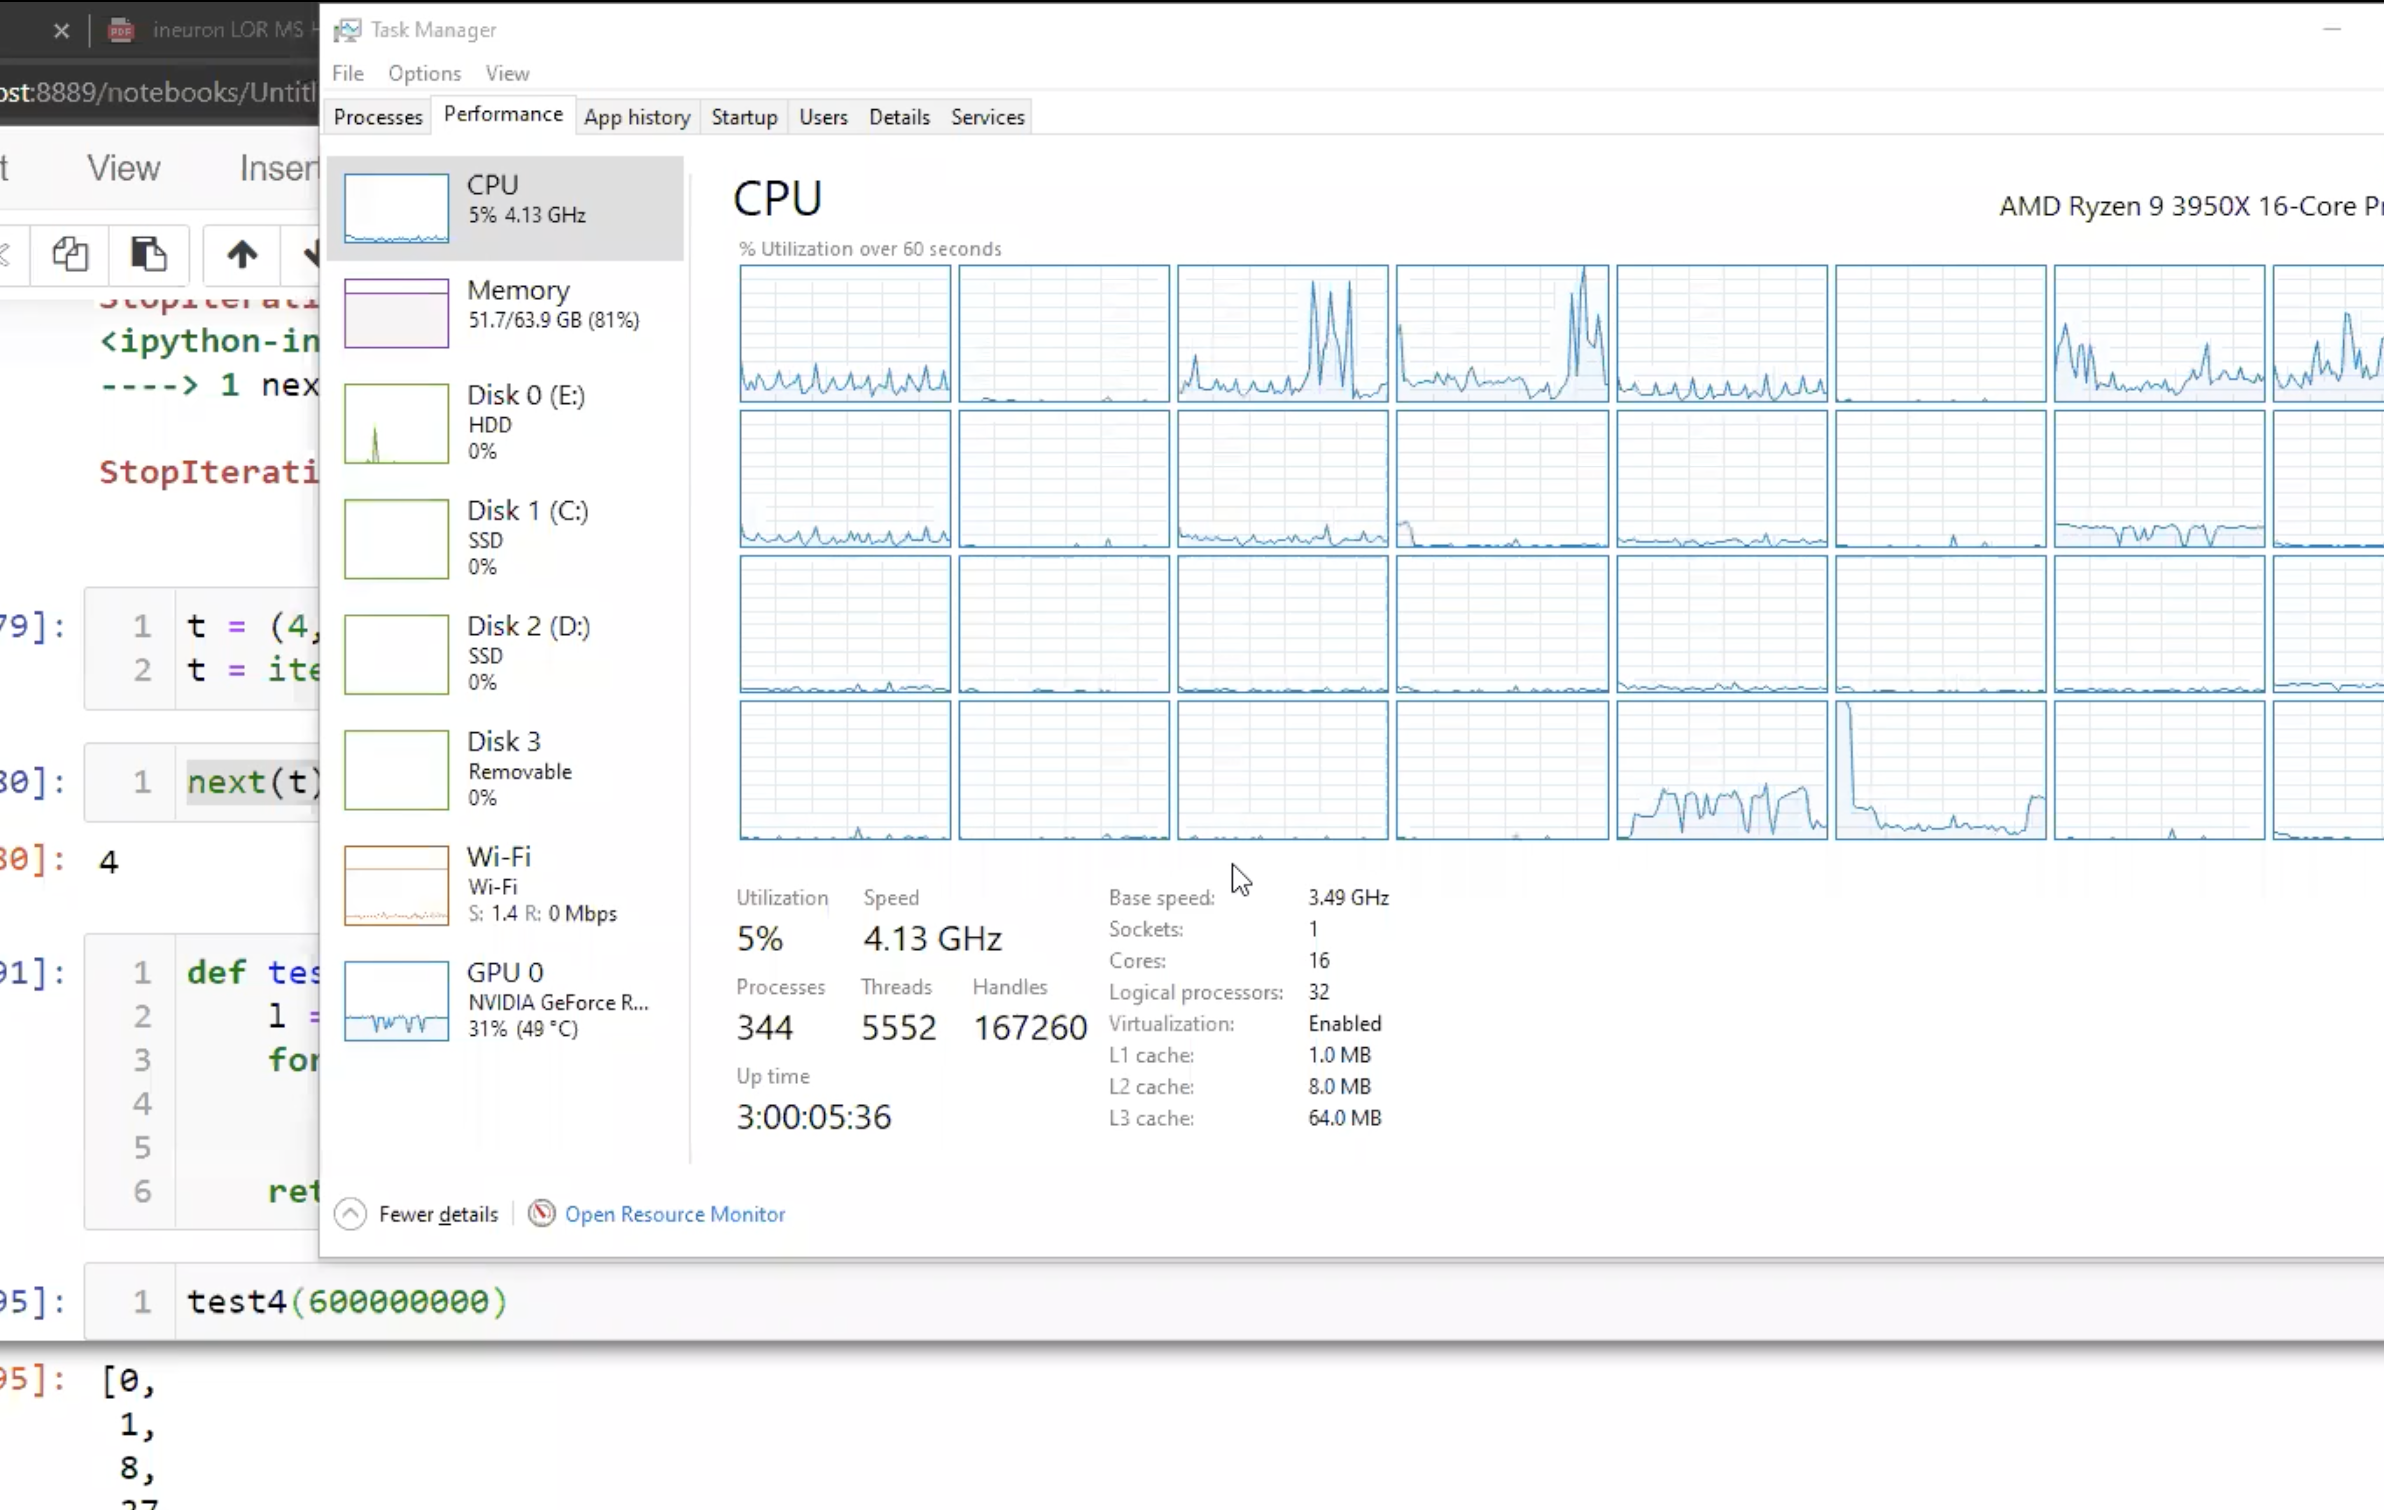 ineuron LOR MS H
Task Manager
ost:8889/notebooks/Untitl
File Options View
Processes Performance App history Startup Users Details Services
t View Insert
CPU
5% 4.13 GHz
Memory
51.7/63.9 GB (81%)
Disk 0 (E:)
HDD
0%
Disk 1 (C:)
SSD
0%
Disk 2 (D:)
SSD
0%
Disk 3
Removable
0%
Wi-Fi
Wi-Fi
S: 1.4 R: 0 Mbps
GPU 0
NVIDIA GeForce R...
31% (49 °C)
CPU
AMD Ryzen 9 3950X 16-Core Pr
% Utilization over 60 seconds
Utilization Speed
5% 4.13 GHz
Processes Threads Handles
344 5552 167260
Up time
3:00:05:36
Base speed: 3.49 GHz
Sockets: 1
Cores: 16
Logical processors: 32
Virtualization: Enabled
L1 cache: 1.0 MB
L2 cache: 8.0 MB
L3 cache: 64.0 MB
Fewer details Open Resource Monitor
StopIterati
<ipython-in
----> 1 nex
StopIterati
79]: 1 t = (4,
2 t = ite
80]: 1 next(t)
80]: 4
91]: 1 def tes
2 l =
3 for
4
5
6 ret
95]: 1 test4(600000000)
95]: [0,
1,
8,
27